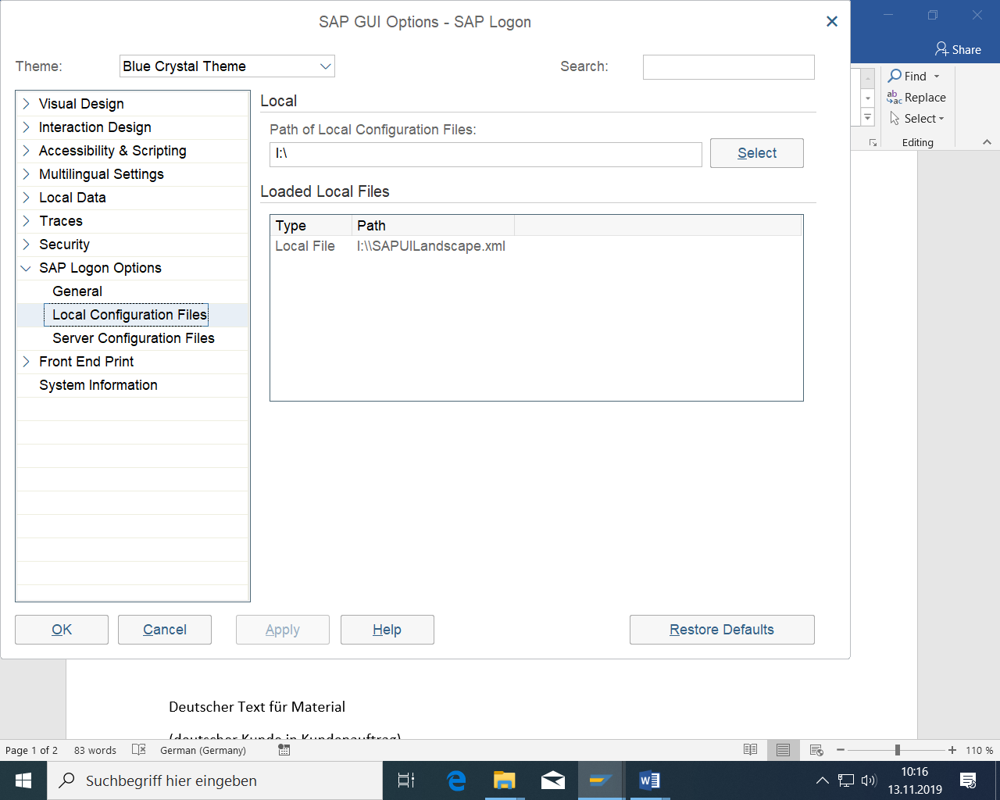 SAP GUI Options - SAP Logon
Share
Theme:
Blue Crystal Theme
Search:
Find
Replace
Select
Editing
Visual Design
Interaction Design
Accessibility & Scripting
Multilingual Settings
Local Data
Traces
Security
SAP Logon Options
General
Local Configuration Files
Server Configuration Files
Front End Print
System Information
Local
Path of Local Configuration Files:
I:\
Select
Loaded Local Files
Type Path
Local File I:\\SAPUILandscape.xml
OK
Cancel
Apply
Help
Restore Defaults
Deutscher Text für Material
(deutscher Kunde in Kundenauftrag)
Page 1 of 2 83 words German (Germany) 110 %
Suchbegriff hier eingeben
10:16
13.11.2019